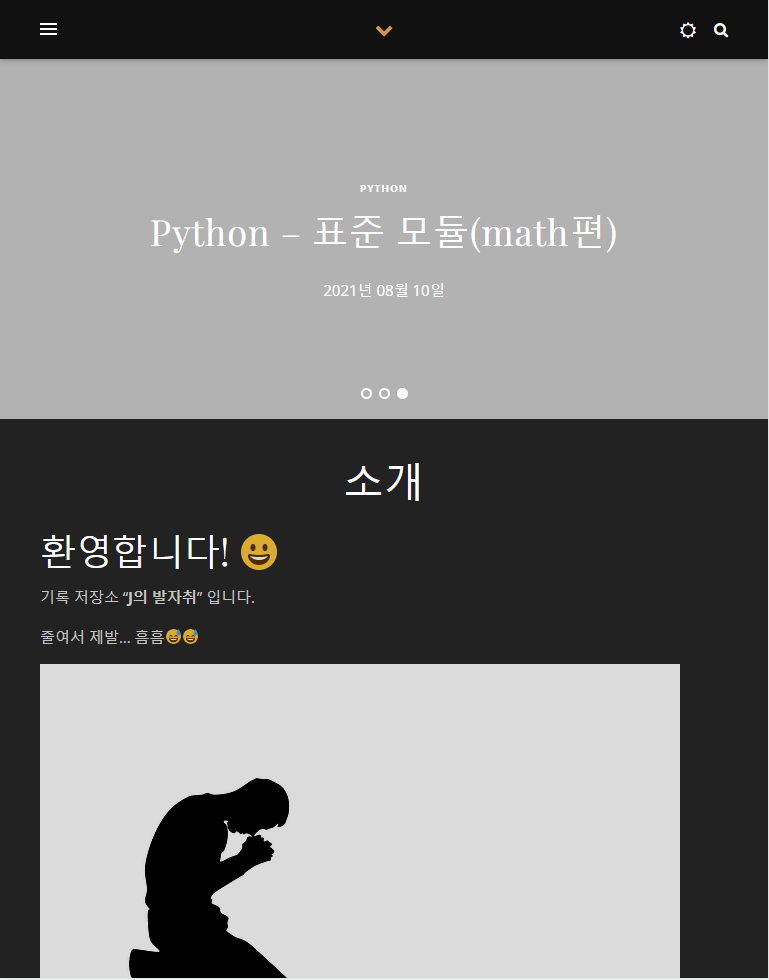 PYTHON
Python – 표준 모듈(math편)
2021년 08월 10일
소개
환영합니다! 😀
기록 저장소 “J의 발자취” 입니다.
줄여서 제발… 흠흠😅😅